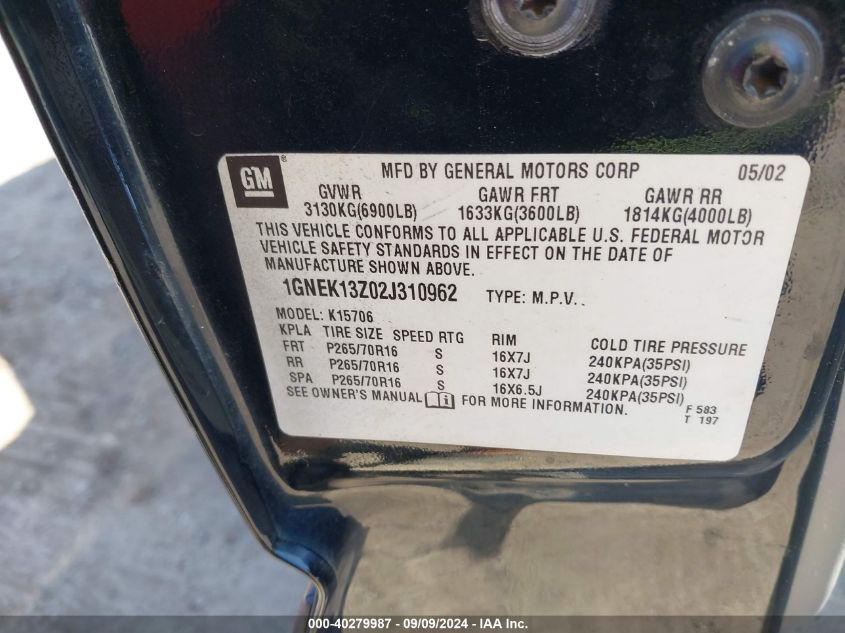 GM ® MFD BY GENERAL MOTORS CORP 05/02
GVWR GAWR FRT GAWR RR
3130KG(6900LB) 1633KG(3600LB) 1814KG(4000LB)
THIS VEHICLE CONFORMS TO ALL APPLICABLE U.S. FEDERAL MOTOR
VEHICLE SAFETY STANDARDS IN EFFECT ON THE DATE OF
MANUFACTURE SHOWN ABOVE.
1GNEK13Z02J310962 TYPE: M.P.V.
MODEL: K15706
KPLA TIRE SIZE SPEED RTG RIM COLD TIRE PRESSURE
FRT P265/70R16 S 16X7J 240KPA(35PSI)
RR P265/70R16 S 16X7J 240KPA(35PSI)
SPA P265/70R16 S 16X6.5J 240KPA(35PSI)
SEE OWNER'S MANUAL FOR MORE INFORMATION.
F 583
T 197
000-40279987 - 09/09/2024 - IAA Inc.